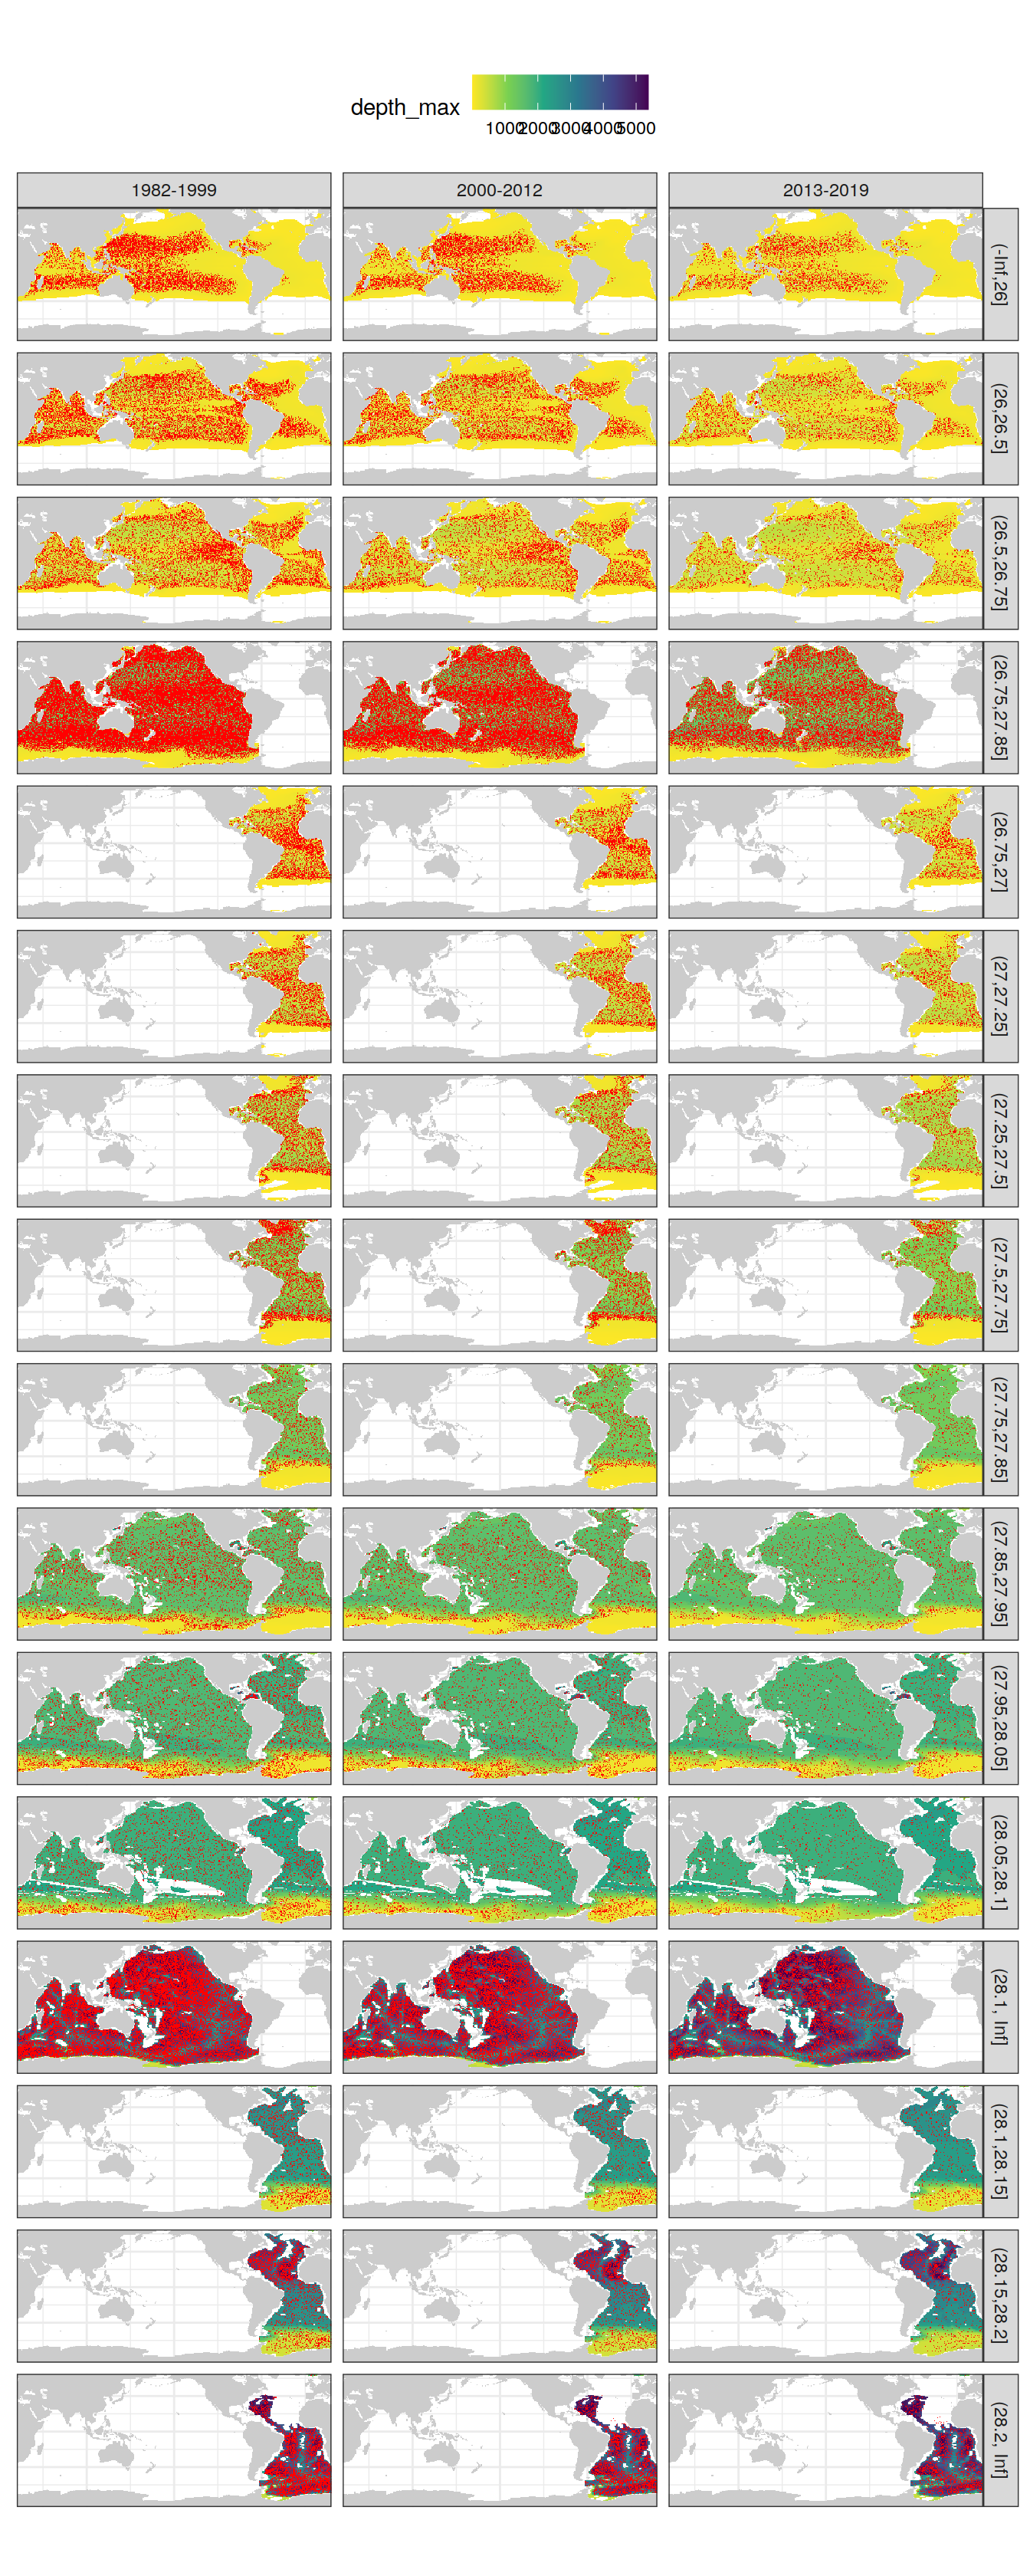 depth_max
1000 2000 3000 4000 5000
1982-1999 2000-2012 2013-2019
(-Inf,26]
(26,26.5]
(26.5,26.75]
(26.75,27.85]
(26.75,27]
(27,27.25]
(27.25,27.5]
(27.5,27.75]
(27.75,27.85]
(27.85,27.95]
(27.95,28.05]
(28.05,28.1]
(28.1, Inf]
(28.1,28.15]
(28.15,28.2]
(28.2, Inf]